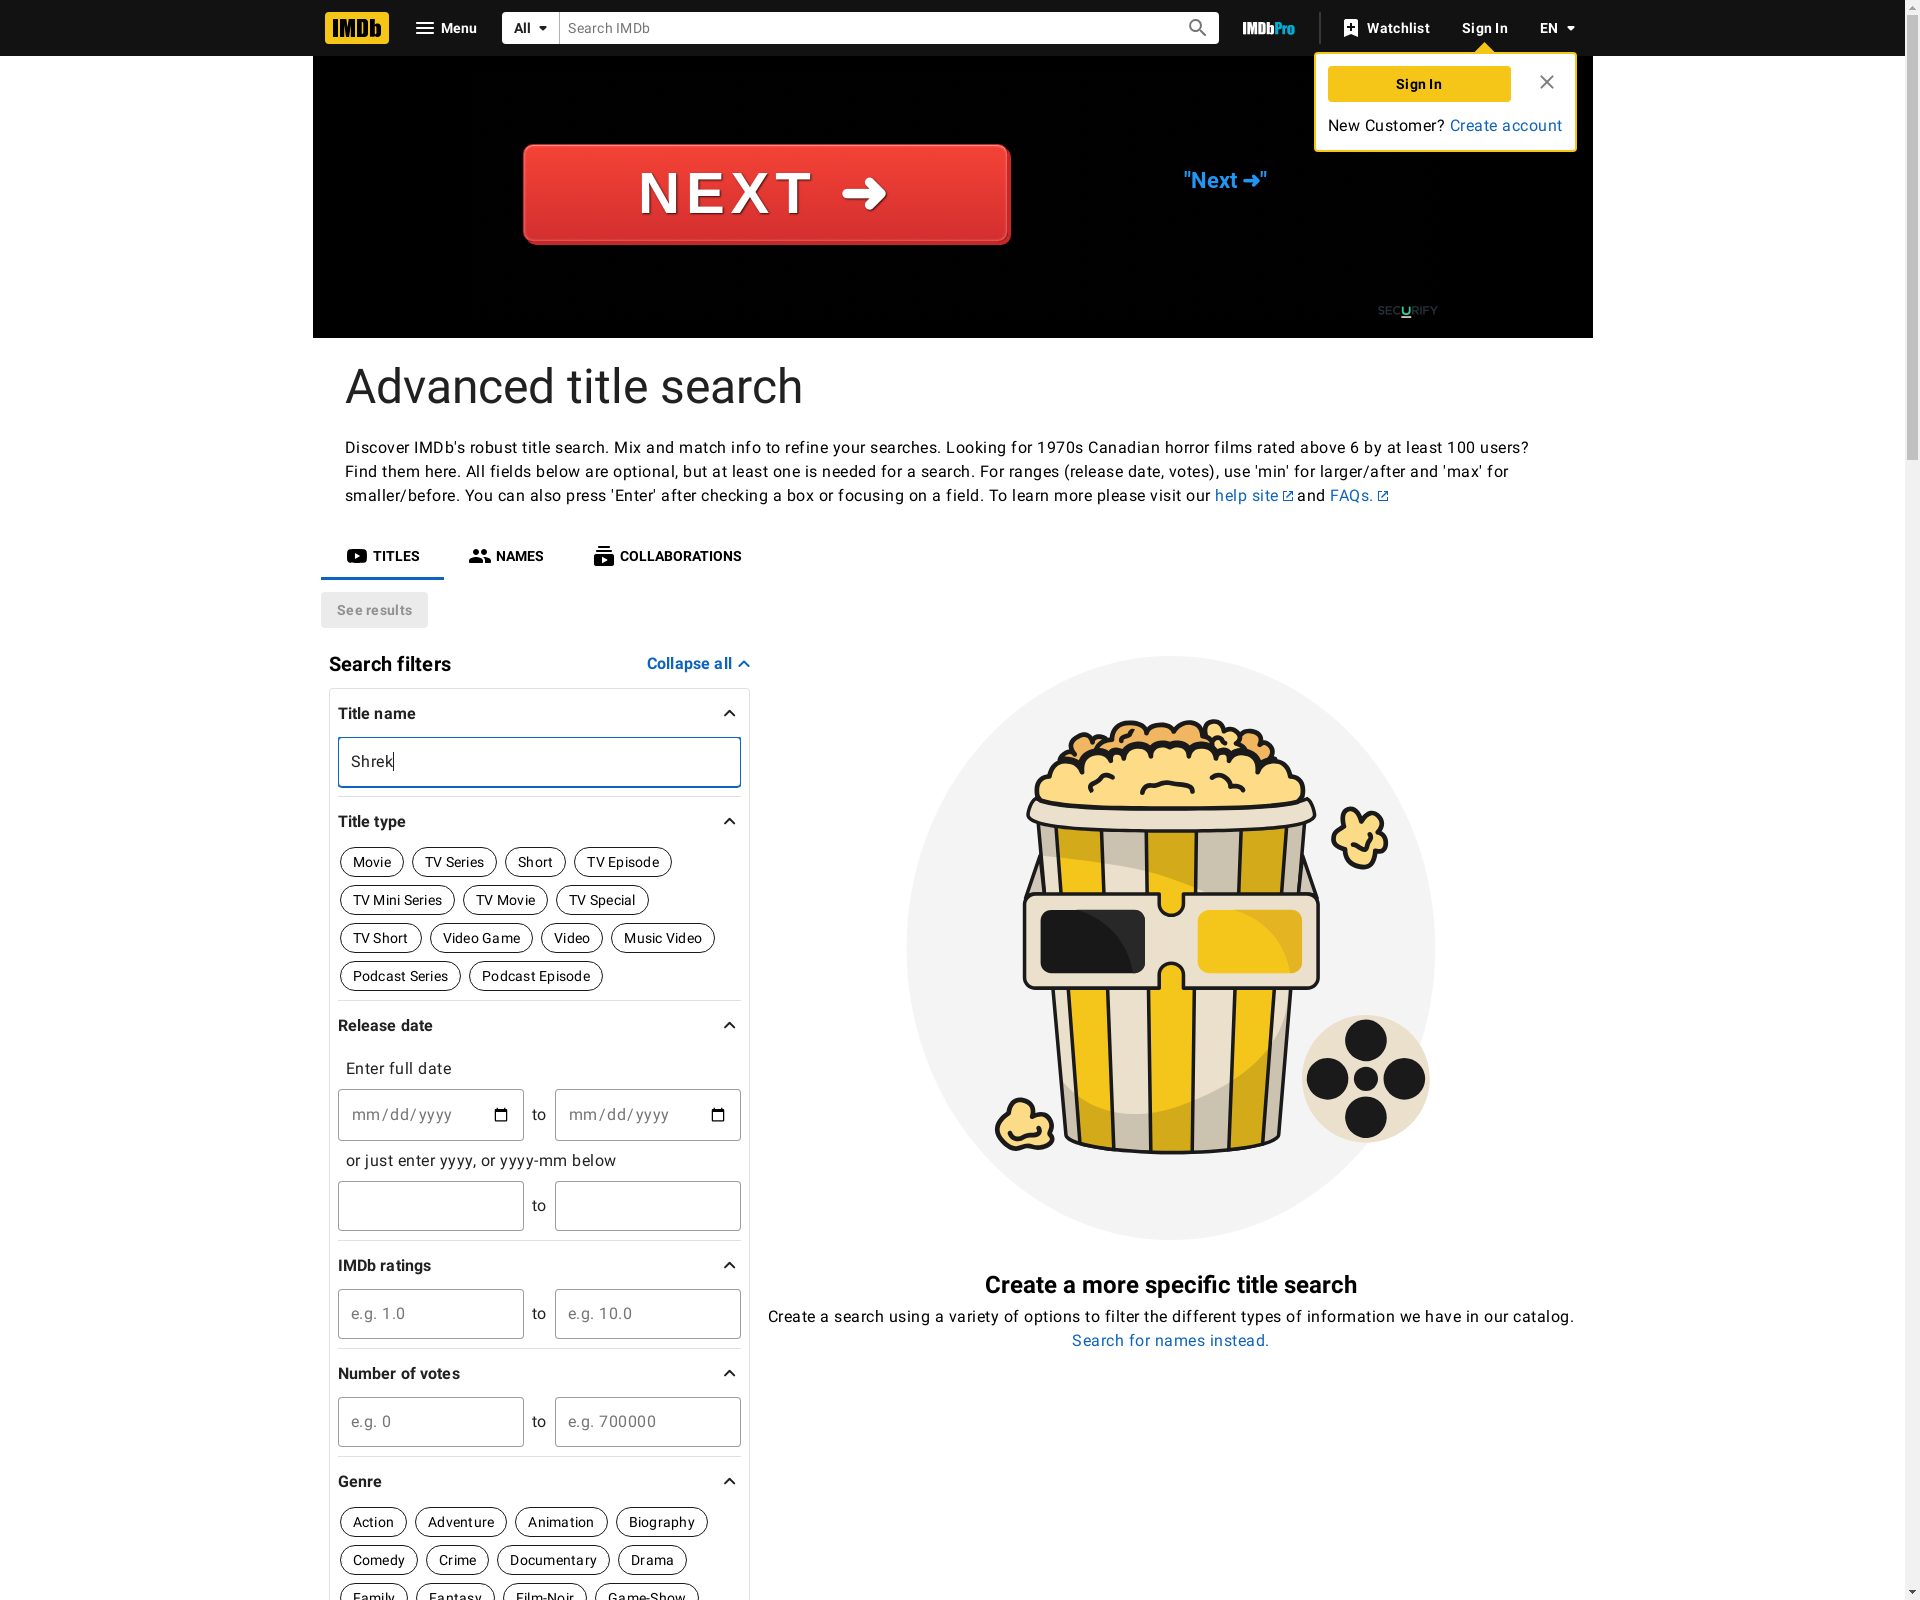 IMDb Menu All Search IMDb IMDbPro Watchlist Sign In EN
Sign In
New Customer? Create account
NEXT ➜
"Next ➜"
SECURIFY
Advanced title search
Discover IMDb's robust title search. Mix and match info to refine your searches. Looking for 1970s Canadian horror films rated above 6 by at least 100 users?
Find them here. All fields below are optional, but at least one is needed for a search. For ranges (release date, votes), use 'min' for larger/after and 'max' for
smaller/before. You can also press 'Enter' after checking a box or focusing on a field. To learn more please visit our help site and FAQs.
TITLES NAMES COLLABORATIONS
See results
Search filters Collapse all
Title name
Shrek
Title type
Movie TV Series Short TV Episode
TV Mini Series TV Movie TV Special
TV Short Video Game Video Music Video
Podcast Series Podcast Episode
Release date
Enter full date
mm/dd/yyyy to mm/dd/yyyy
or just enter yyyy, or yyyy-mm below
to
IMDb ratings
e.g. 1.0 to e.g. 10.0
Number of votes
e.g. 0 to e.g. 700000
Genre
Action Adventure Animation Biography
Comedy Crime Documentary Drama
Family Fantasy Film-Noir Game-Show
Create a more specific title search
Create a search using a variety of options to filter the different types of information we have in our catalog.
Search for names instead.